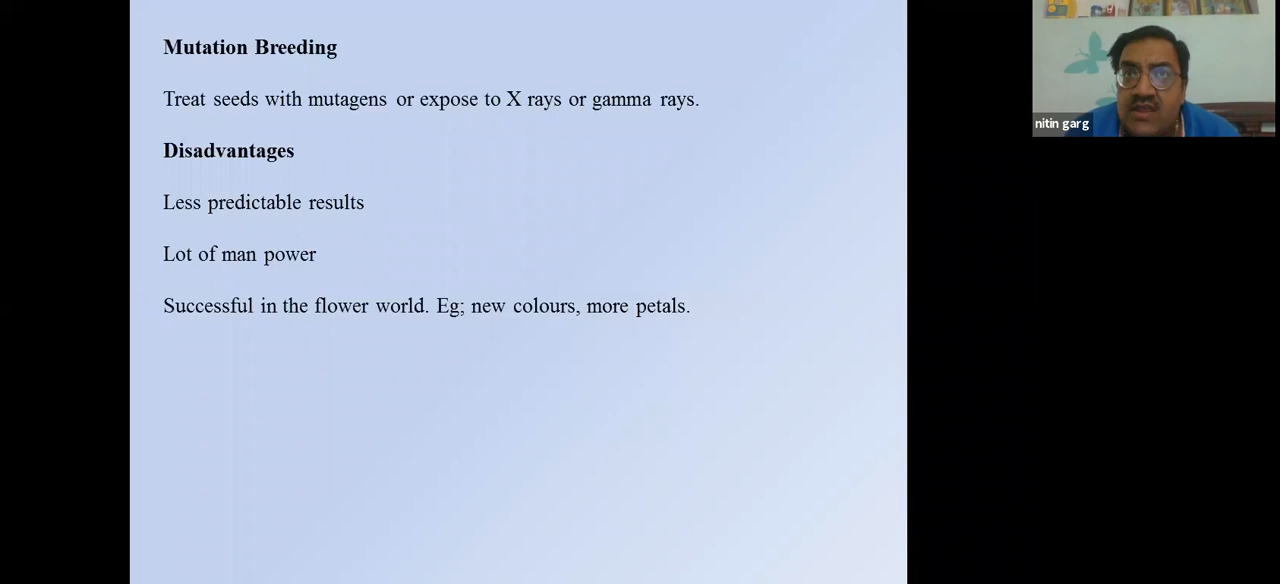 Mutation Breeding
Treat seeds with mutagens or expose to X rays or gamma rays.
Disadvantages
Less predictable results
Lot of man power
Successful in the flower world. Eg; new colours, more petals.
nitin garg